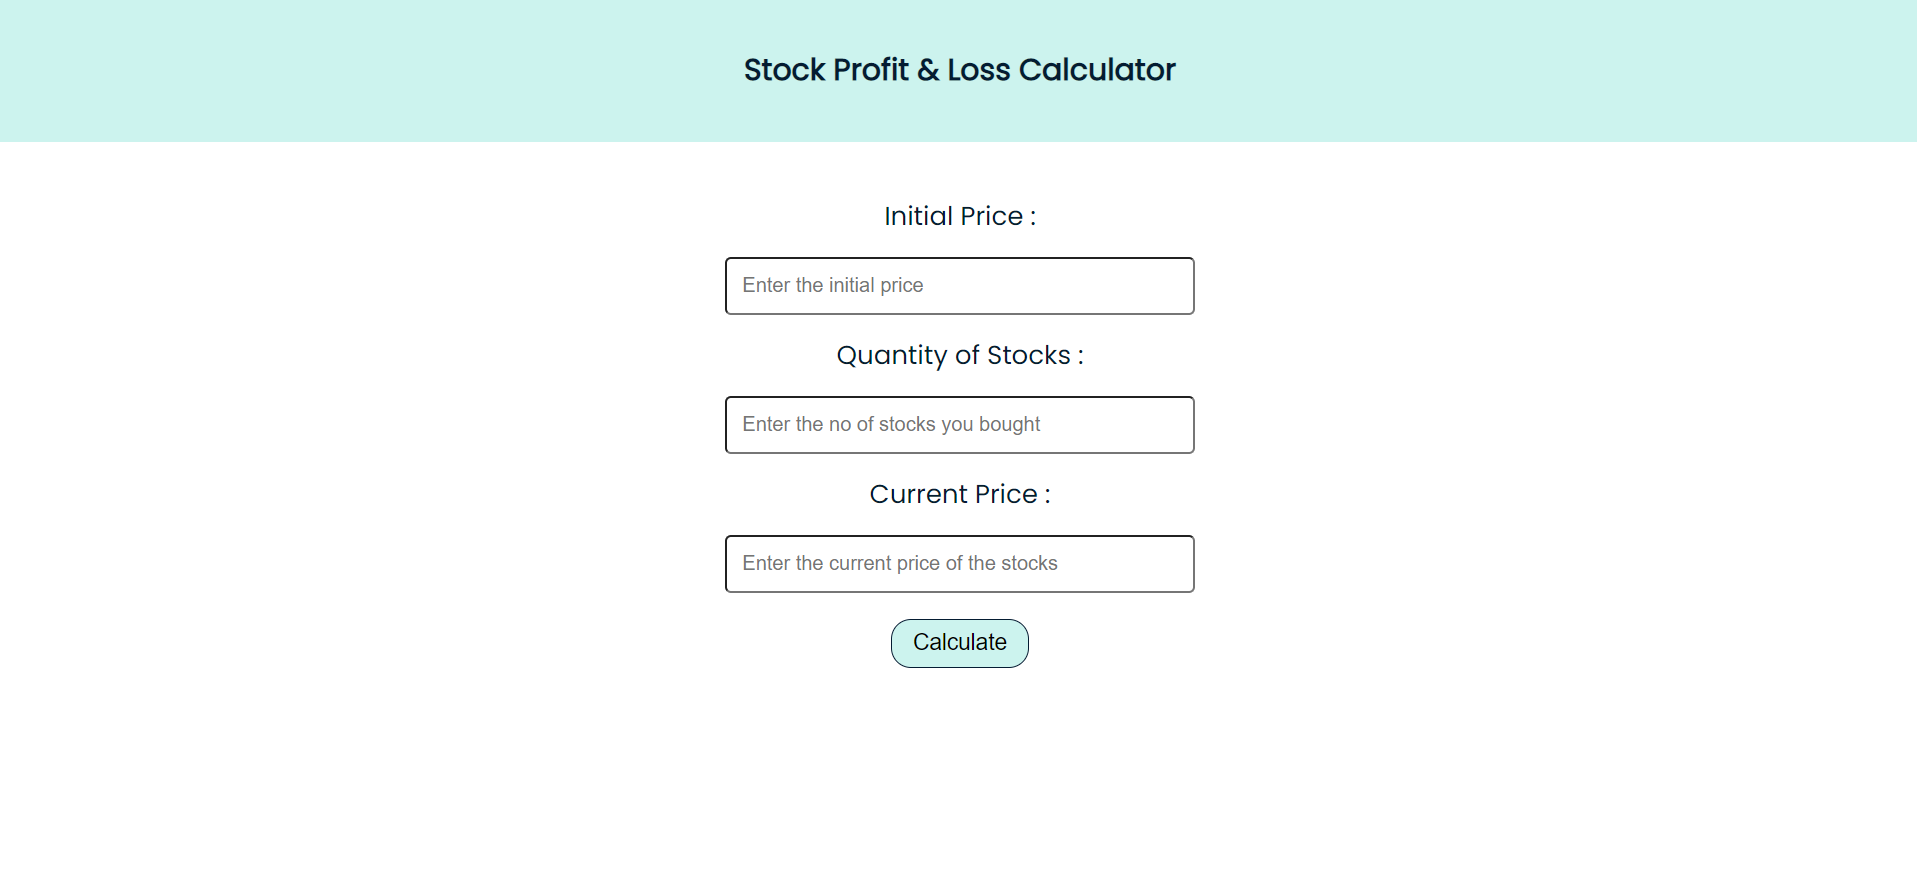 Stock Profit & Loss Calculator
Initial Price :
Enter the initial price
Quantity of Stocks :
Enter the no of stocks you bought
Current Price :
Enter the current price of the stocks
Calculate